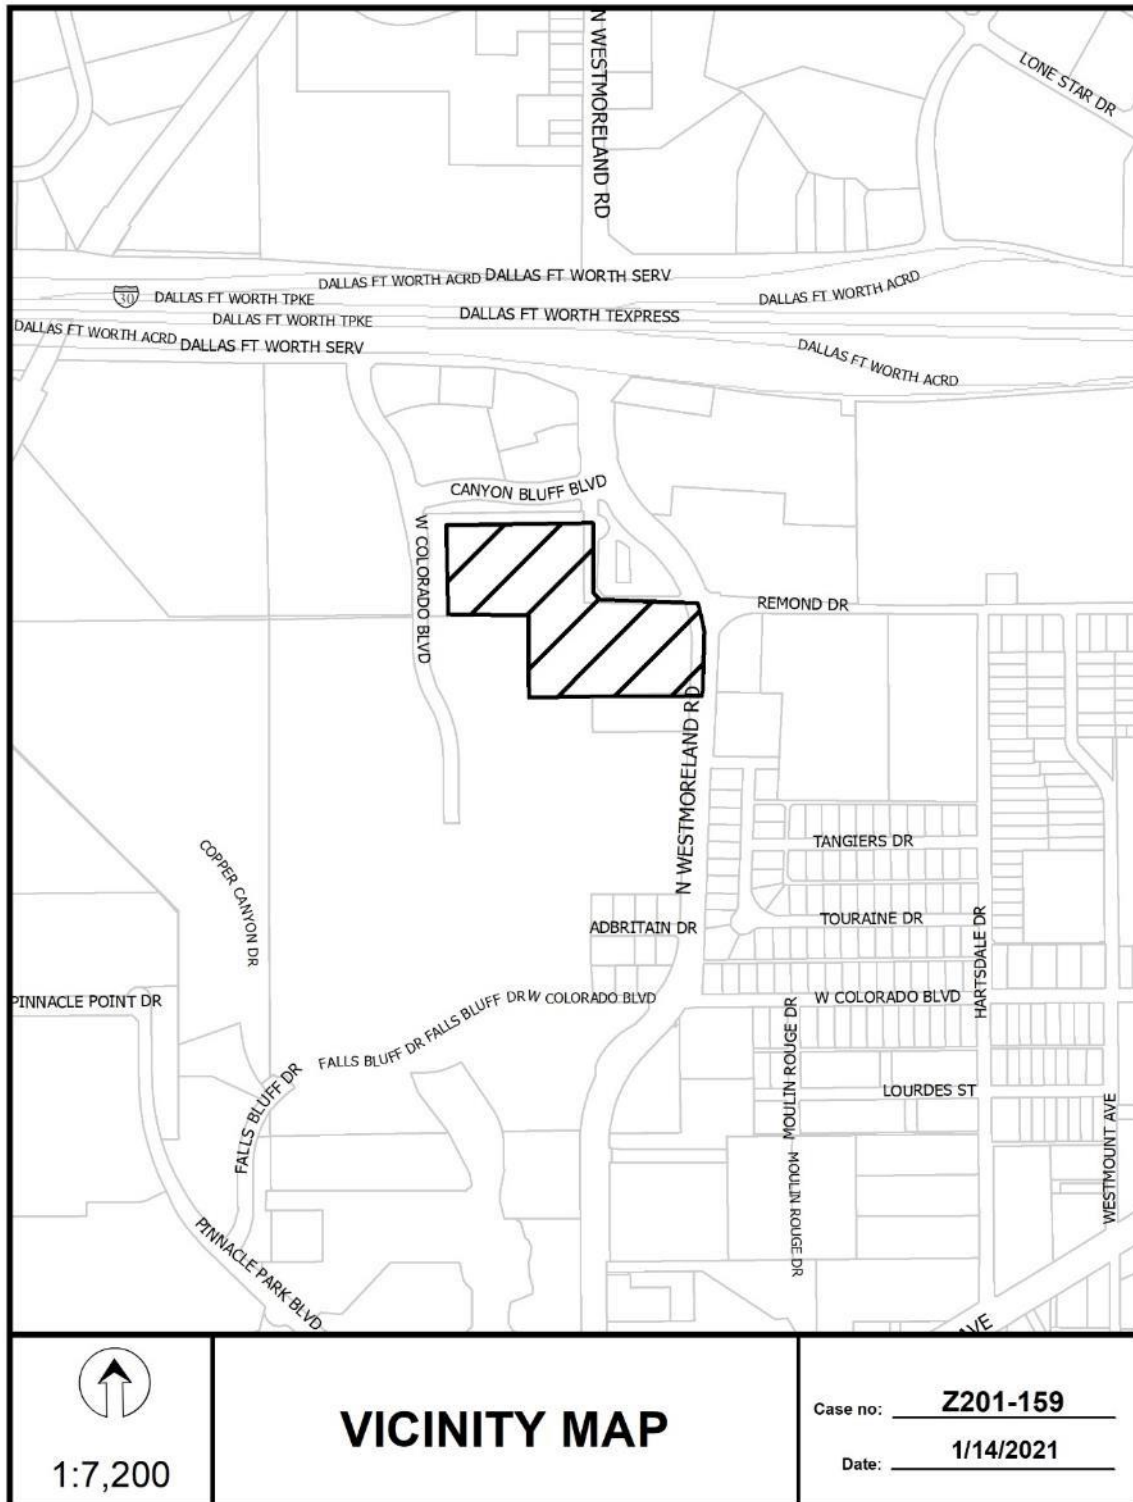 N WESTMORELAND RD
LONE STAR DR
DALLAS FT WORTH ACRD
DALLAS FT WORTH SERV
30
DALLAS FT WORTH TPKE
DALLAS FT WORTH ACRD
DALLAS FT WORTH TPKE
DALLAS FT WORTH TEXPRESS
DALLAS FT WORTH ACRD
DALLAS FT WORTH SERV
DALLAS FT WORTH ACRD
CANYON BLUFF BLVD
W COLORADO BLVD
REMOND DR
N WESTMORELAND RD
TANGIERS DR
COPPER CANYON DR
TOURAINE DR
ADBRITAIN DR
HARTSDALE DR
PINNACLE POINT DR
FALLS BLUFF DR
W COLORADO BLVD
W COLORADO BLVD
FALLS BLUFF DR
FALLS BLUFF DR
MOULIN ROUGE DR
LOURDES ST
WESTMOUNT AVE
MOULIN ROUGE DR
PINNACLE PARK BLVD
AVE
1:7,200
VICINITY MAP
Case no: Z201-159
Date: 1/14/2021